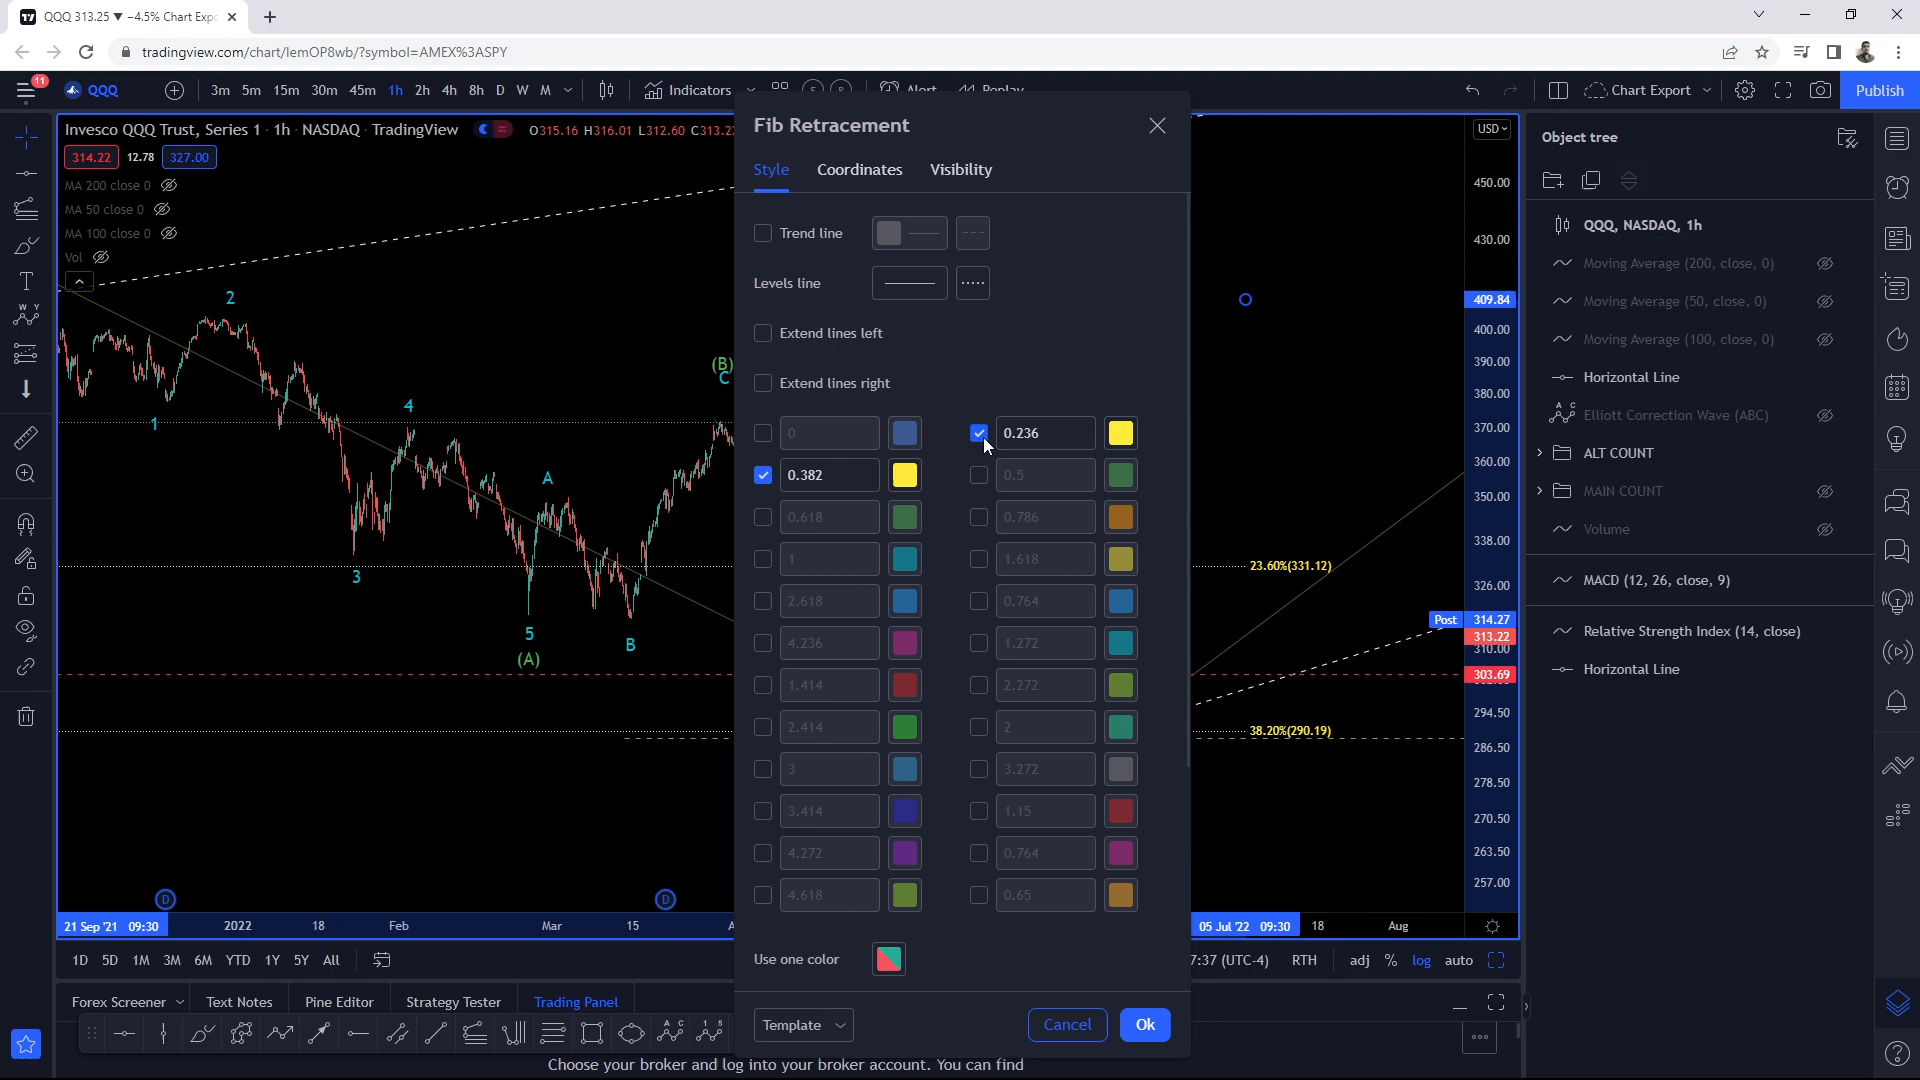 QQQ 313.25 ▼ −4.5% Chart Expo
tradingview.com/chart/lemOP8wb/?symbol=AMEX%3ASPY
11
QQQ
3m 5m 15m 30m 45m 1h 2h 4h 8h D W M
Indicators
Alert
Replay
Chart Export
Publish
Invesco QQQ Trust, Series 1 · 1h · NASDAQ · TradingView
O315.16 H316.01 L312.60 C313.2
314.22 12.78 327.00
MA 200 close 0
MA 50 close 0
MA 100 close 0
Vol
2
1
4
3
A
5
(A)
B
(B)
C
D
D
21 Sep '21 09:30
2022 18 Feb Mar 15 A
05 Jul '22 09:30
18 Aug
Fib Retracement
Style Coordinates Visibility
Trend line
Levels line
Extend lines left
Extend lines right
0 0.236
0.382 0.5
0.618 0.786
1 1.618
2.618 0.764
4.236 1.272
1.414 2.272
2.414 2
3 3.272
3.414 1.15
4.272 0.764
4.618 0.65
Use one color
Template
Cancel
Ok
23.60%(331.12)
38.20%(290.19)
USD
450.00
430.00
409.84
400.00
390.00
380.00
370.00
360.00
350.00
338.00
326.00
Post 314.27
313.22
310.00
303.69
294.50
286.50
278.50
270.50
263.50
257.00
Object tree
QQQ, NASDAQ, 1h
Moving Average (200, close, 0)
Moving Average (50, close, 0)
Moving Average (100, close, 0)
Horizontal Line
Elliott Correction Wave (ABC)
ALT COUNT
MAIN COUNT
Volume
MACD (12, 26, close, 9)
Relative Strength Index (14, close)
Horizontal Line
1D 5D 1M 3M 6M YTD 1Y 5Y All
7:37 (UTC-4) RTH adj % log auto
Forex Screener Text Notes Pine Editor Strategy Tester Trading Panel
Choose your broker and log into your broker account. You can find